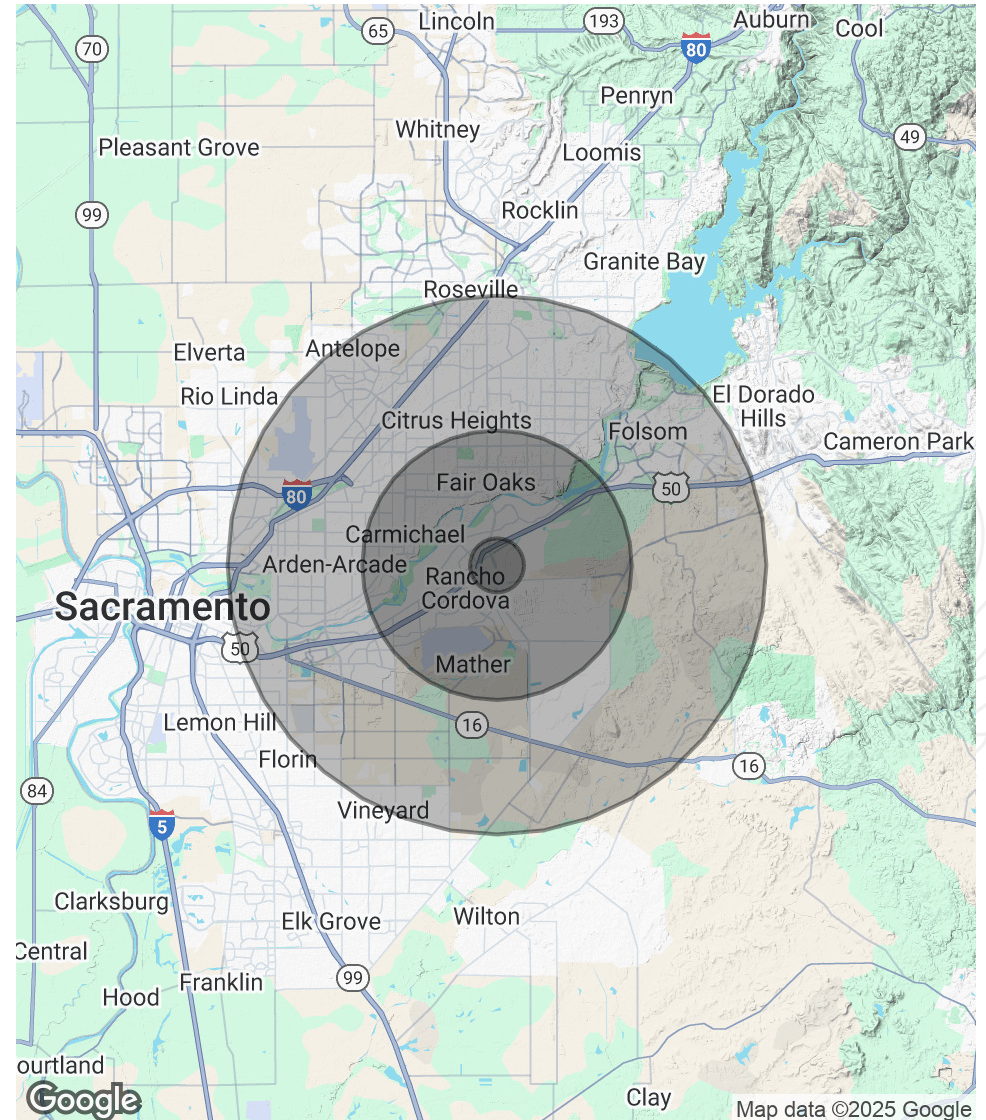 Lincoln
193
Auburn
Cool
65
70
80
Penryn
Whitney
49
Pleasant Grove
Loomis
99
Rocklin
Granite Bay
Roseville
Elverta
Antelope
Rio Linda
El Dorado
Hills
Citrus Heights
Folsom
Cameron Park
Fair Oaks
50
80
Carmichael
Arden-Arcade
Rancho
Cordova
Sacramento
50
Mather
Lemon Hill
16
Florin
16
84
Vineyard
5
Clarksburg
Elk Grove
Wilton
Central
Franklin
99
Hood
ourtland
Google
Clay
Map data ©2025 Google